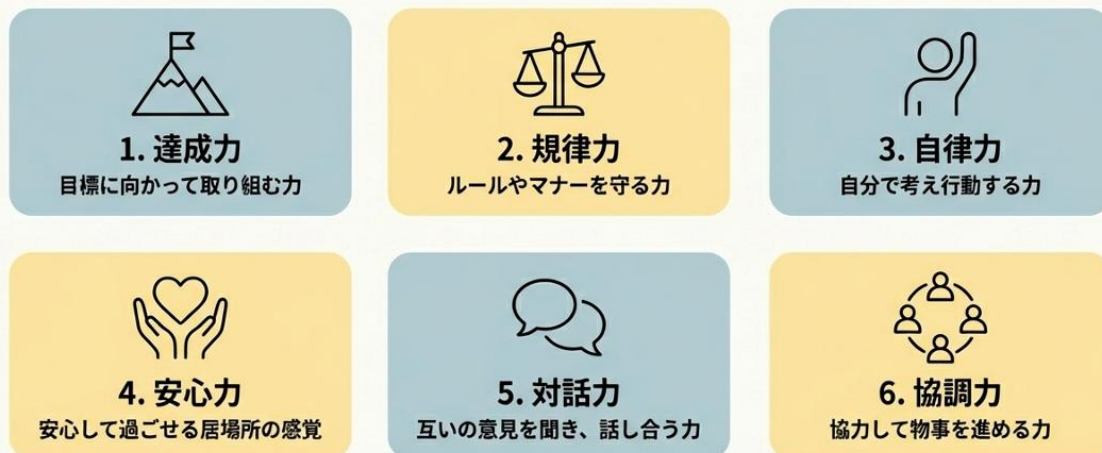 1. 達成力
目標に向かって取り組む力
2. 規律力
ルールやマナーを守る力
3. 自律力
自分で考え行動する力
4. 安心力
安心して過ごせる居場所の感覚
5. 対話力
互いの意見を聞き、話し合う力
6. 協調力
協力して物事を進める力